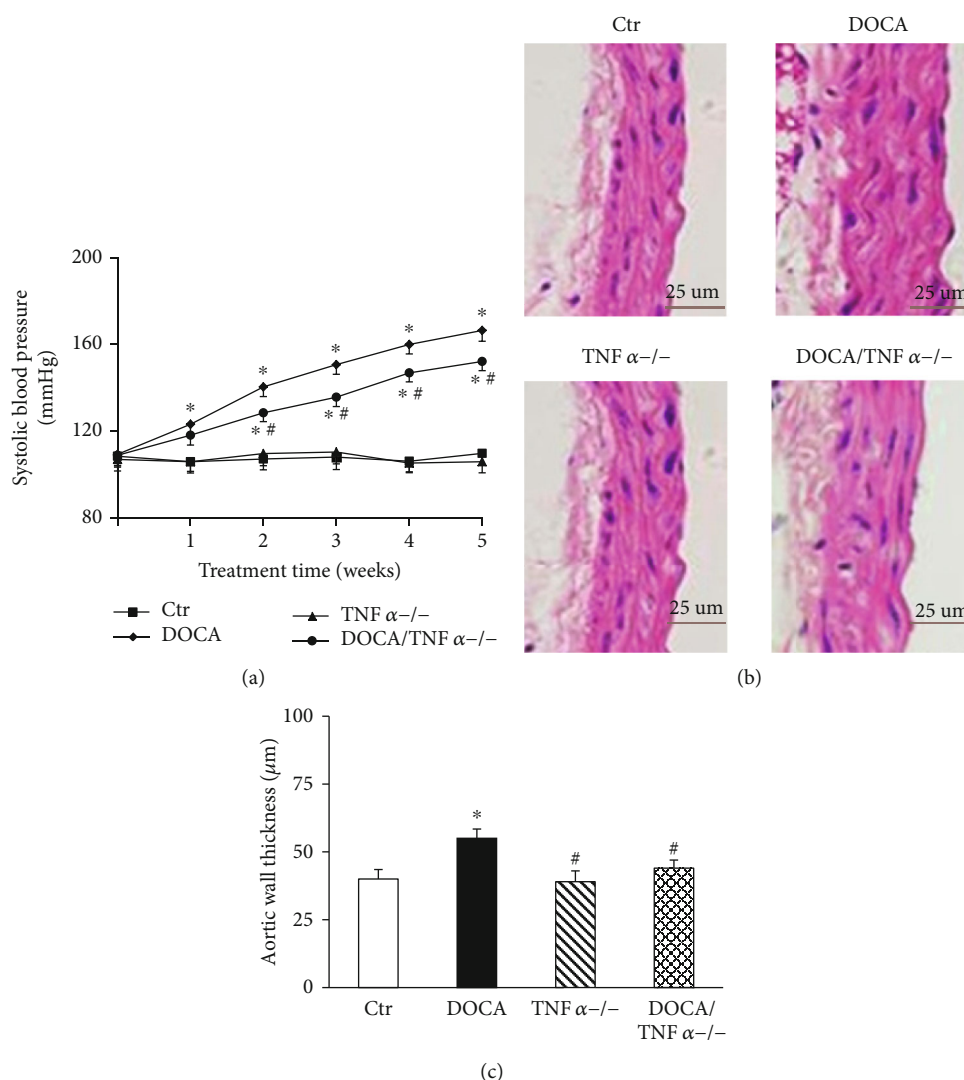 Systolic blood pressure
(mmHg)
200
160
120
80
*
*
*
*
*
* #
* #
* #
* #
1 2 3 4 5
Treatment time (weeks)
Ctr
DOCA
TNF α−/−
DOCA/TNF α−/−
(a)
Ctr
DOCA
25 um
25 um
TNF α−/−
DOCA/TNF α−/−
25 um
25 um
(b)
Aortic wall thickness (μm)
100
75
50
25
0
*
#
#
Ctr
DOCA
TNF α−/−
DOCA/
TNF α−/−
(c)